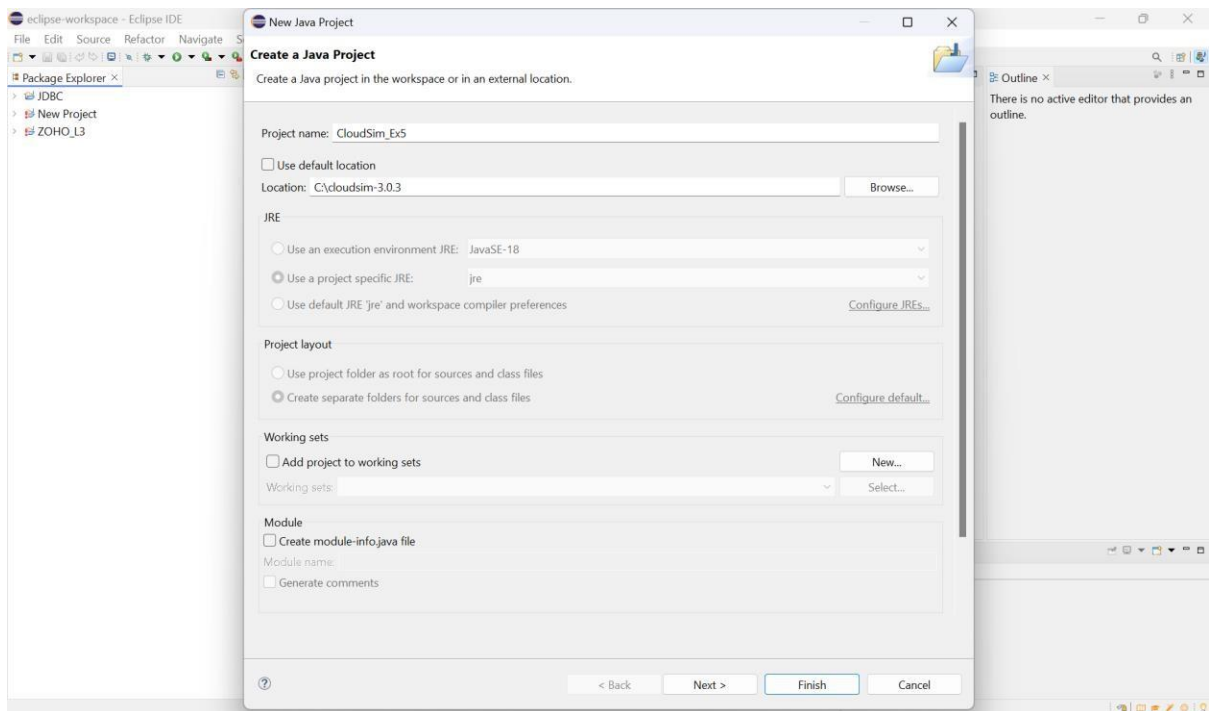 eclipse-workspace - Eclipse IDE
File Edit Source Refactor Navigate
Package Explorer
JDBC
New Project
ZOHO_L3
New Java Project
Create a Java Project
Create a Java project in the workspace or in an external location.
Project name: CloudSim_Ex5
Use default location
Location: C:\cloudsim-3.0.3 Browse...
JRE
Use an execution environment JRE: JavaSE-18
Use a project specific JRE: jre
Use default JRE 'jre' and workspace compiler preferences Configure JREs...
Project layout
Use project folder as root for sources and class files
Create separate folders for sources and class files Configure default...
Working sets
Add project to working sets New...
Working sets: Select...
Module
Create module-info.java file
Module name:
Generate comments
< Back Next > Finish Cancel
Outline
There is no active editor that provides an
outline.